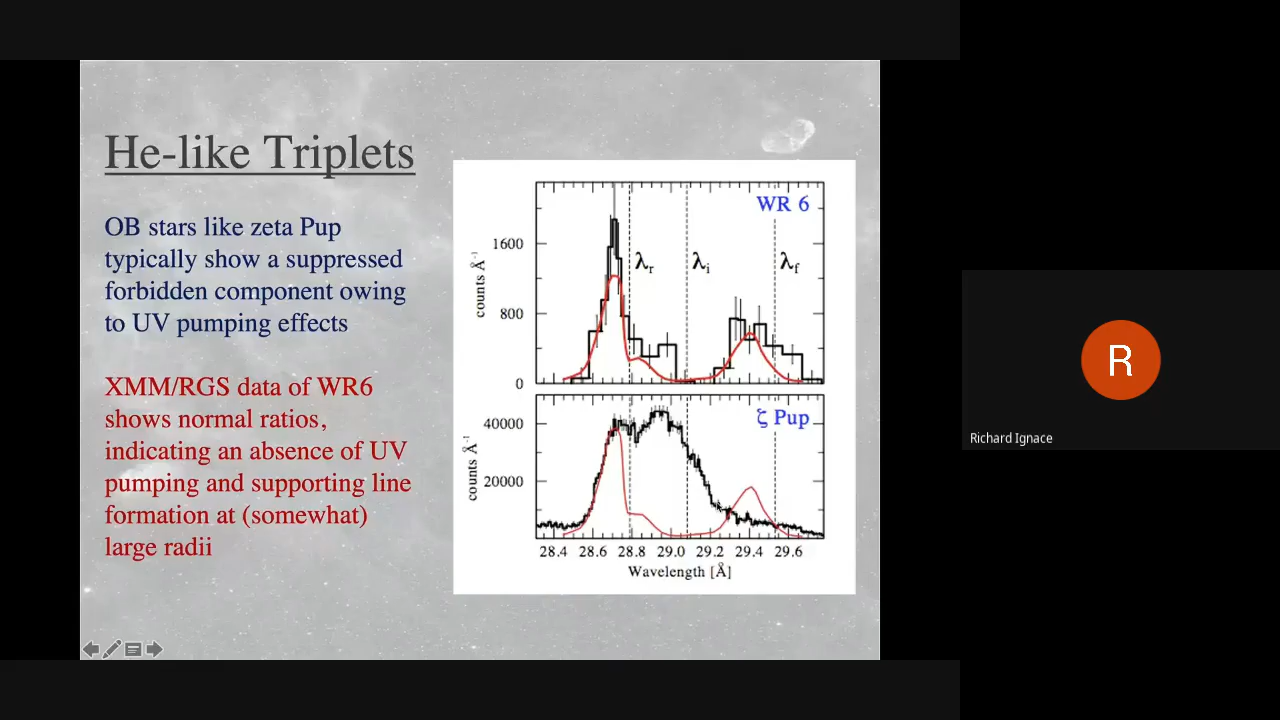 He-like Triplets
OB stars like zeta Pup
typically show a suppressed
forbidden component owing
to UV pumping effects
XMM/RGS data of WR6
shows normal ratios,
indicating an absence of UV
pumping and supporting line
formation at (somewhat)
large radii
WR 6
λr
λi
λf
counts Å⁻¹
1600
800
0
ζ Pup
counts Å⁻¹
40000
20000
28.4 28.6 28.8 29.0 29.2 29.4 29.6
Wavelength [Å]
R
Richard Ignace